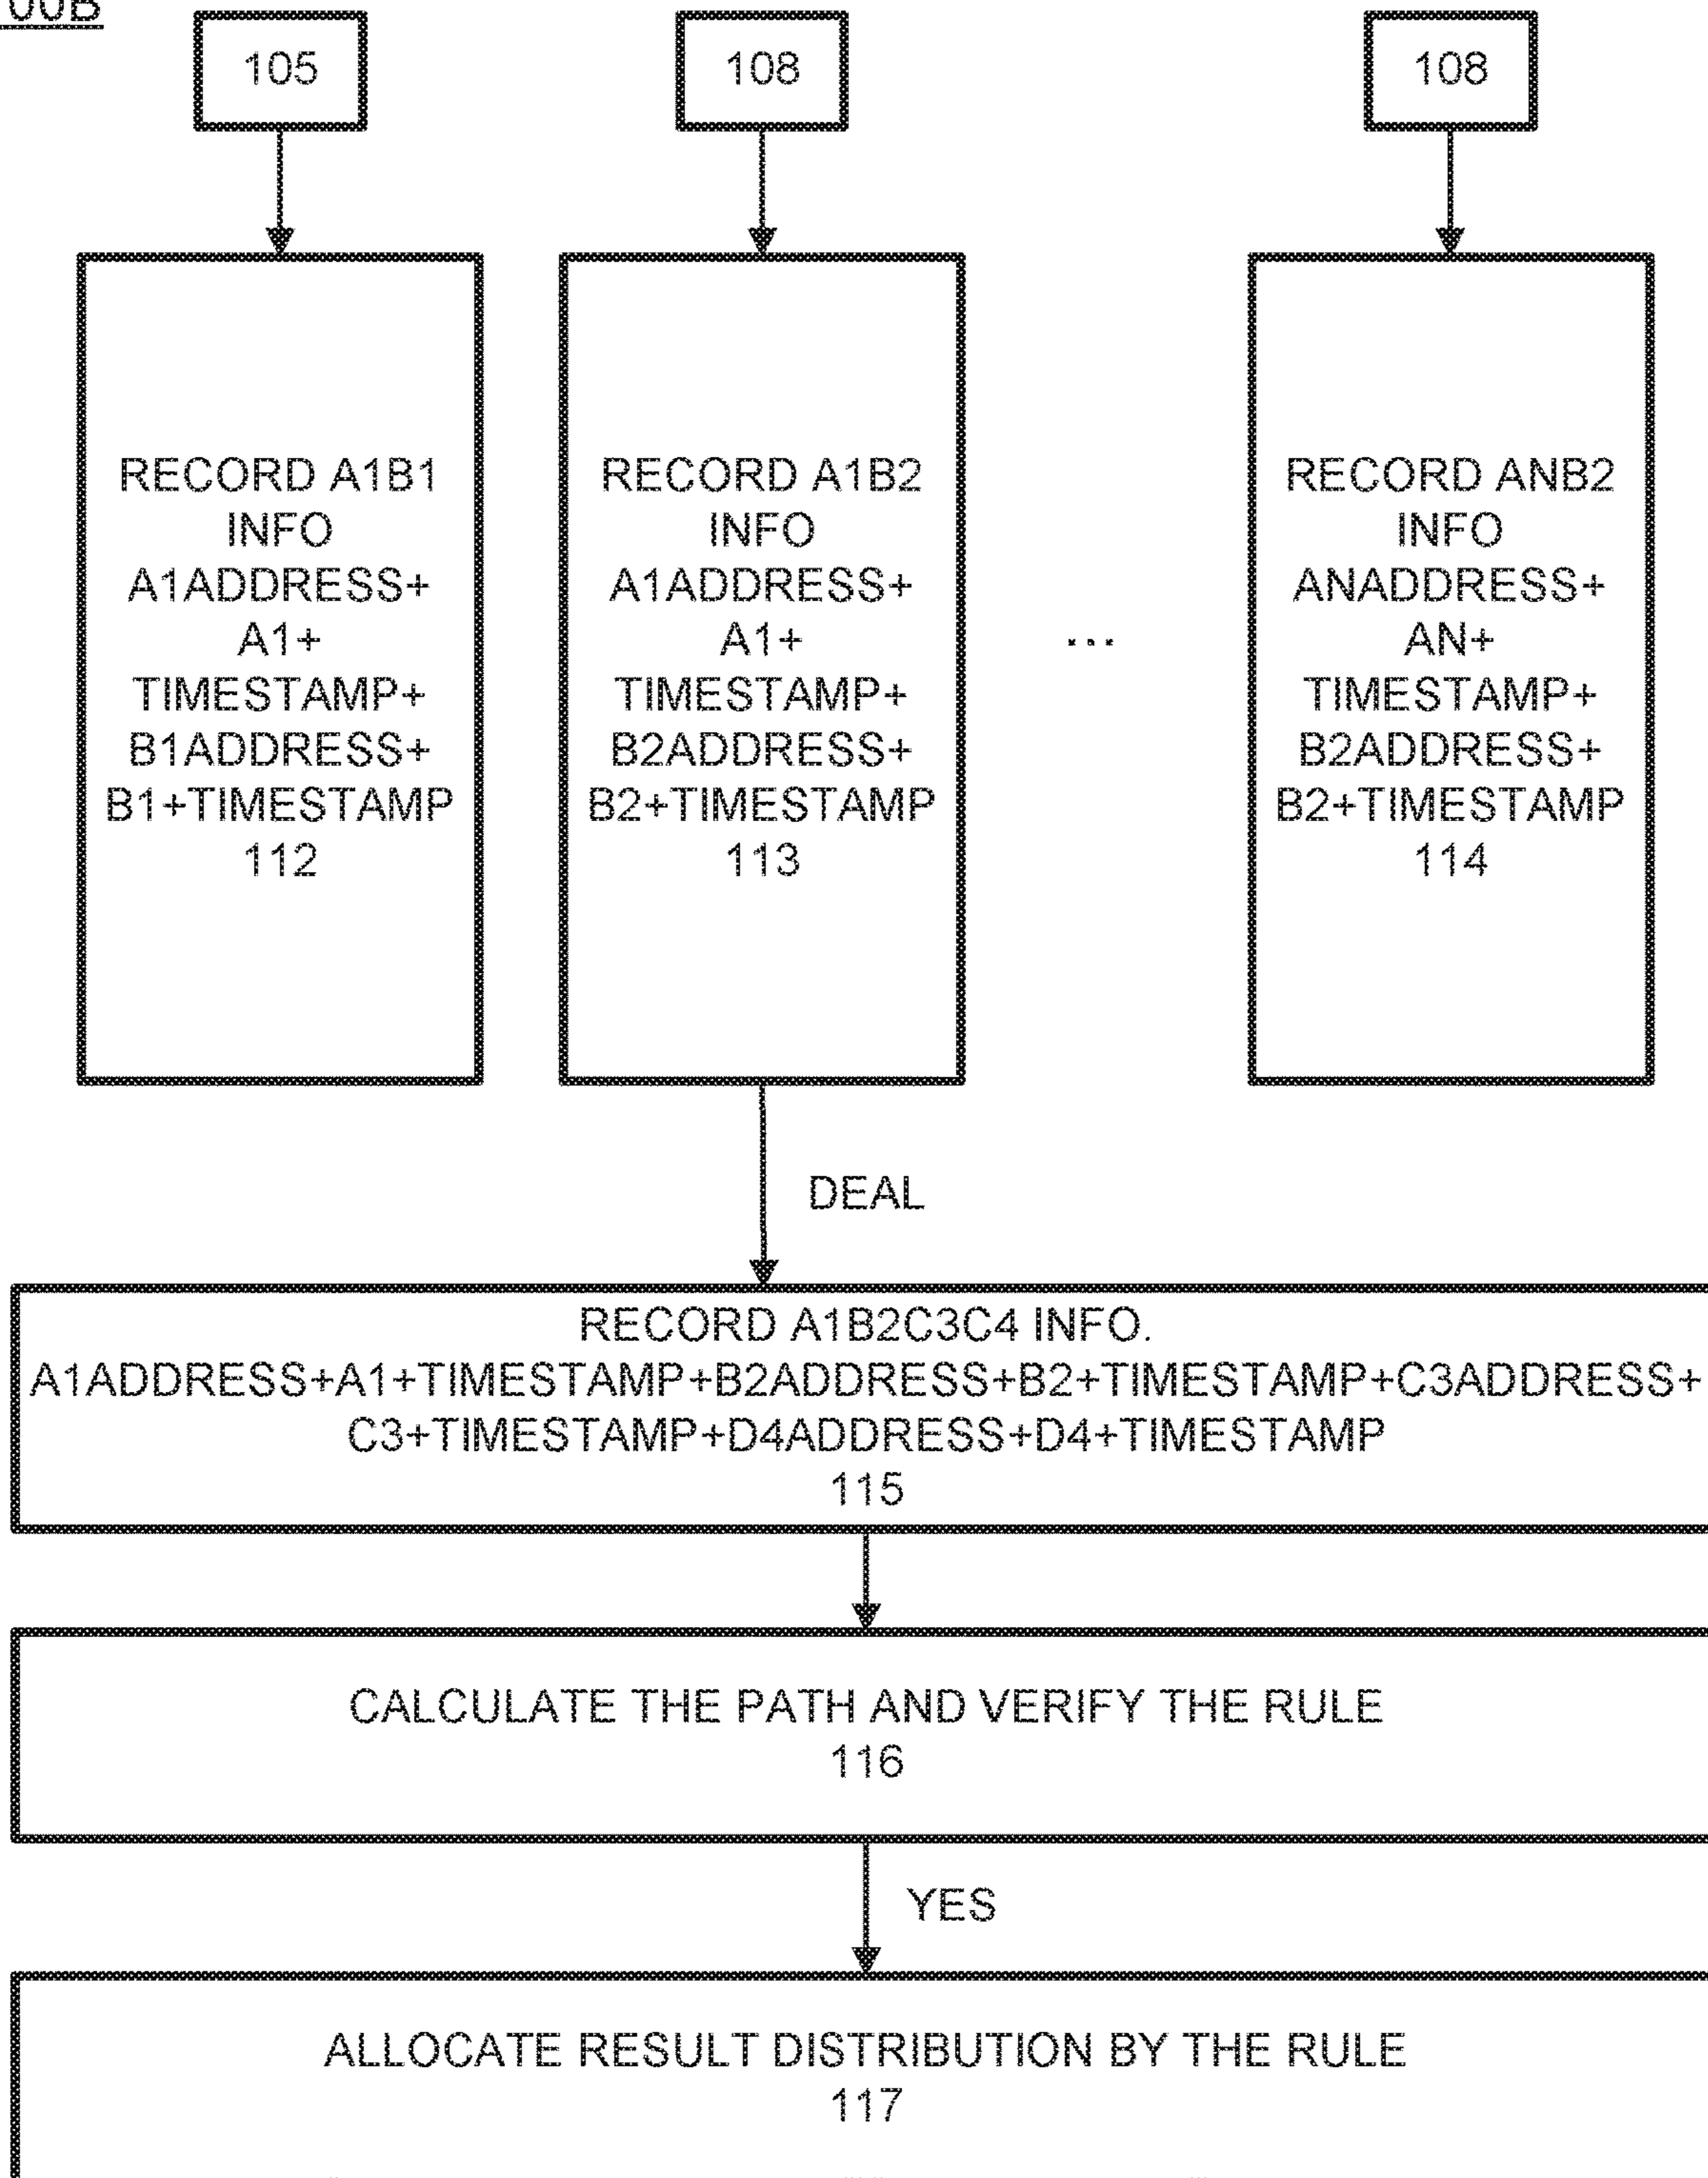 00B
105
108
108
RECORD A1B1
INFO
A1ADDRESS+
A1+
TIMESTAMP+
B1ADDRESS+
B1+TIMESTAMP
112
RECORD A1B2
INFO
A1ADDRESS+
A1+
TIMESTAMP+
B2ADDRESS+
B2+TIMESTAMP
113
...
RECORD ANB2
INFO
ANADDRESS+
AN+
TIMESTAMP+
B2ADDRESS+
B2+TIMESTAMP
114
DEAL
RECORD A1B2C3C4 INFO.
A1ADDRESS+A1+TIMESTAMP+B2ADDRESS+B2+TIMESTAMP+C3ADDRESS+
C3+TIMESTAMP+D4ADDRESS+D4+TIMESTAMP
115
CALCULATE THE PATH AND VERIFY THE RULE
116
YES
ALLOCATE RESULT DISTRIBUTION BY THE RULE
117